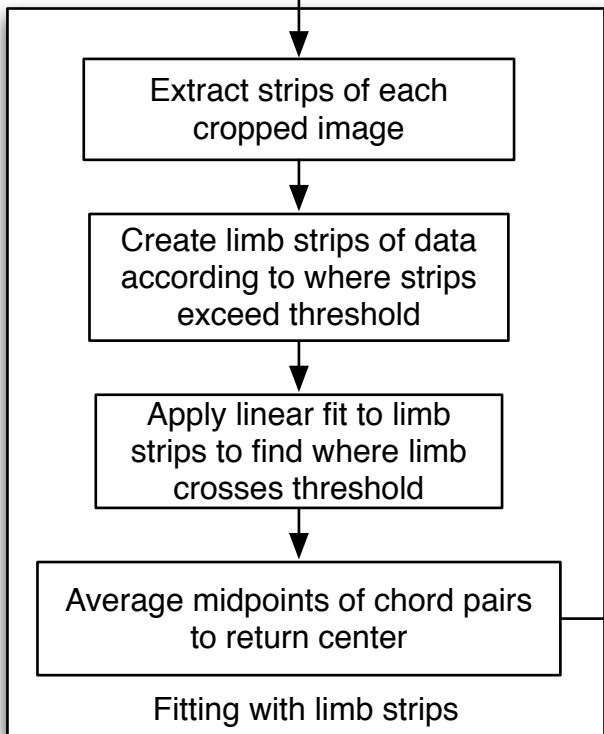 Extract strips of each
cropped image
Create limb strips of data
according to where strips
exceed threshold
Apply linear fit to limb
strips to find where limb
crosses threshold
Average midpoints of chord pairs
to return center
Fitting with limb strips